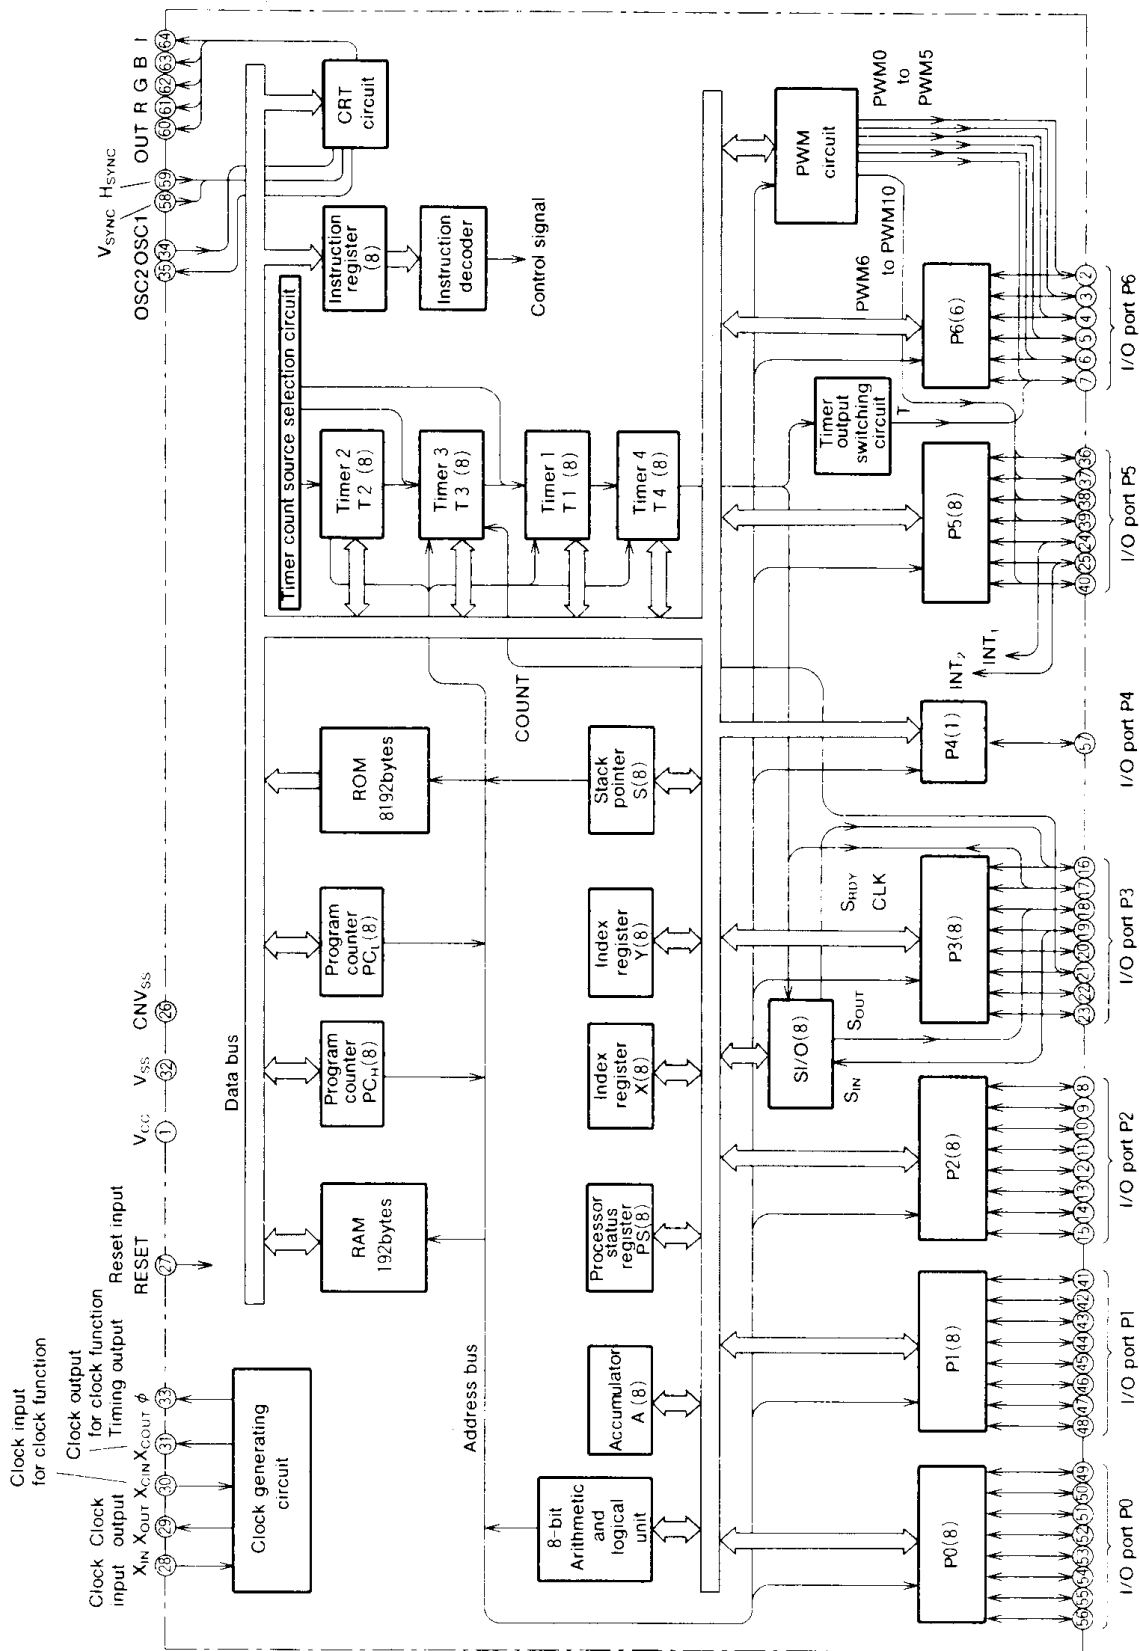 Clock input
for clock function
Clock output
for clock function
Timing output
Clock input
Clock output
Reset input
XIN
XOUT
XCIN
XCOUT
φ
RESET
VCC
VSS
CNVSS
OSC2
OSC1
VSYNC
HSYNC
OUT
R
G
B
I
28
29
30
31
33
27
1
32
26
35
34
58
59
60
61
62
63
64
Clock generating
circuit
Data bus
RAM
192bytes
Program
counter
PCH(8)
Program
counter
PCL(8)
ROM
8192bytes
Timer count source selection circuit
Timer 2
T2 (8)
Timer 3
T3 (8)
Timer 1
T1 (8)
Timer 4
T4 (8)
Instruction
register
(8)
Instruction
decoder
Control signal
CRT
circuit
Address bus
COUNT
8-bit
Arithmetic
and
logical
unit
Accumulator
A (8)
Processor
status
register
PS(8)
Index
register
X(8)
Index
register
Y(8)
Stack
pointer
S(8)
SI/O(8)
SIN
SOUT
SRDY
CLK
INT2
INT1
Timer
output
switching
circuit
T
PWM6
to PWM10
PWM
circuit
PWM0
to
PWM5
P0(8)
P1(8)
P2(8)
P3(8)
P4(1)
P5(8)
P6(6)
56
55
54
53
52
51
50
49
48
47
46
45
44
43
42
41
15
14
13
12
11
10
9
8
23
22
21
20
19
18
17
16
57
40
25
24
39
38
37
36
7
6
5
4
3
2
I/O port P0
I/O port P1
I/O port P2
I/O port P3
I/O port P4
I/O port P5
I/O port P6